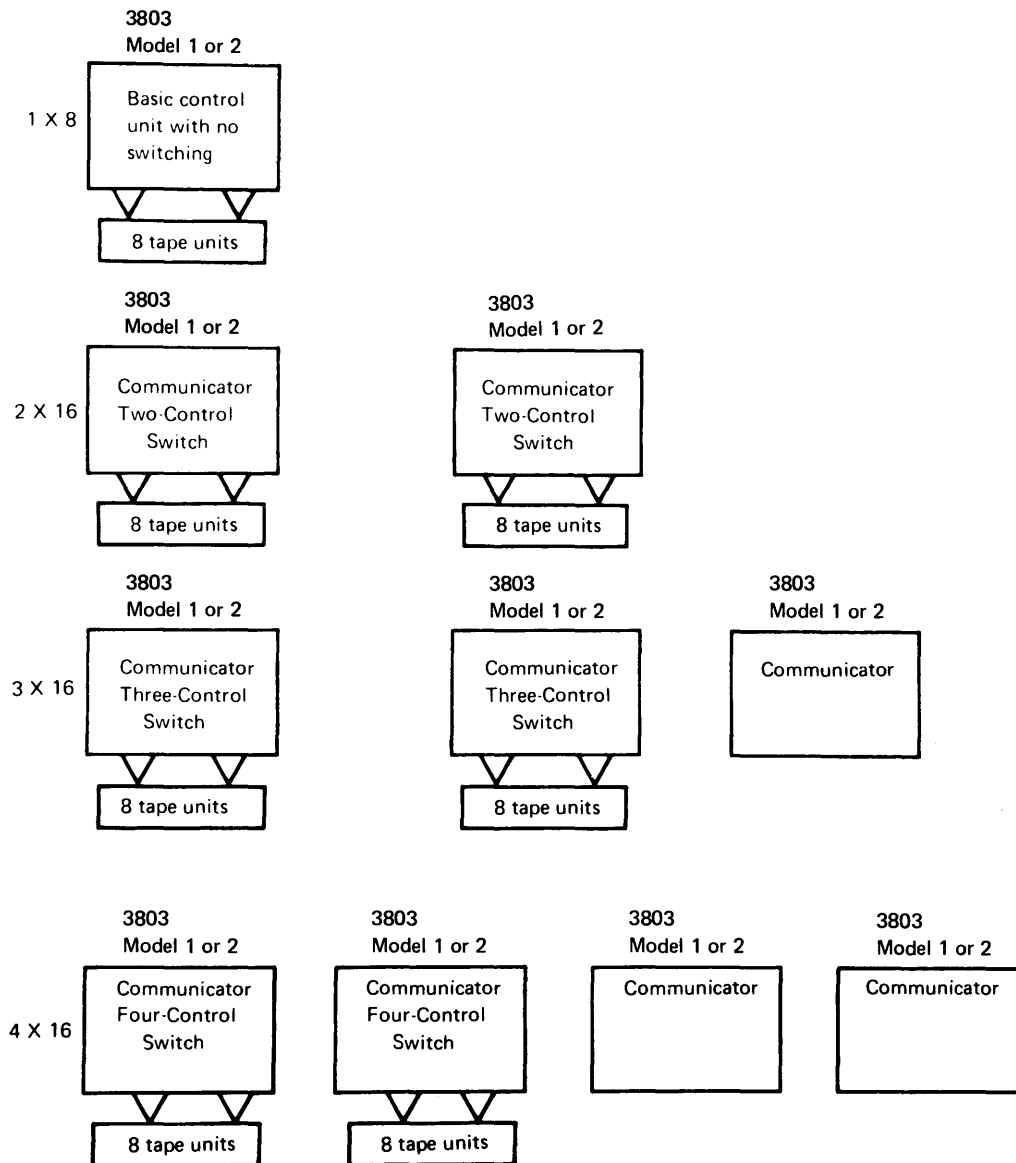 3803
Model 1 or 2
1 X 8
Basic control
unit with no
switching
8 tape units
3803
Model 1 or 2
3803
Model 1 or 2
2 X 16
Communicator
Two-Control
Switch
Communicator
Two-Control
Switch
8 tape units
8 tape units
3803
Model 1 or 2
3803
Model 1 or 2
3803
Model 1 or 2
3 X 16
Communicator
Three-Control
Switch
Communicator
Three-Control
Switch
Communicator
8 tape units
8 tape units
3803
Model 1 or 2
3803
Model 1 or 2
3803
Model 1 or 2
3803
Model 1 or 2
4 X 16
Communicator
Four-Control
Switch
Communicator
Four-Control
Switch
Communicator
Communicator
8 tape units
8 tape units